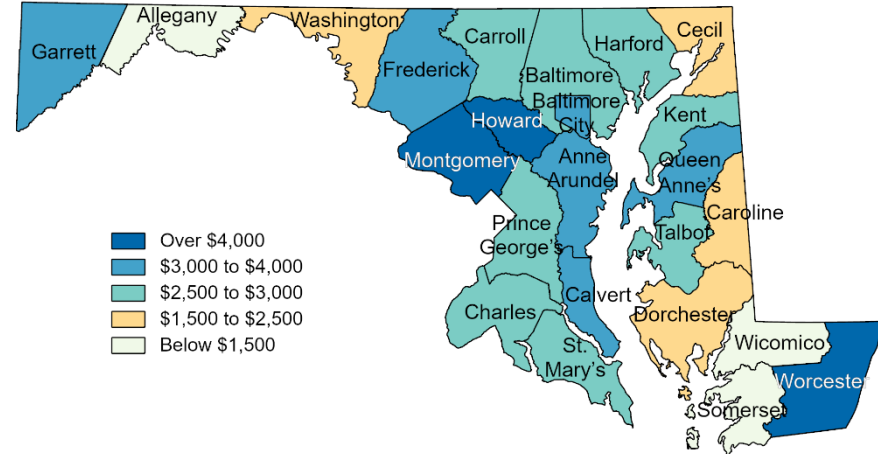 Allegany
Washington
Garrett
Frederick
Carroll
Harford
Cecil
Baltimore
Baltimore
City
Kent
Howard
Montgomery
Anne
Arundel
Queen
Anne's
Caroline
Talbot
Prince
George's
Calvert
Charles
St.
Mary's
Dorchester
Wicomico
Worcester
Somerset
Over $4,000
$3,000 to $4,000
$2,500 to $3,000
$1,500 to $2,500
Below $1,500